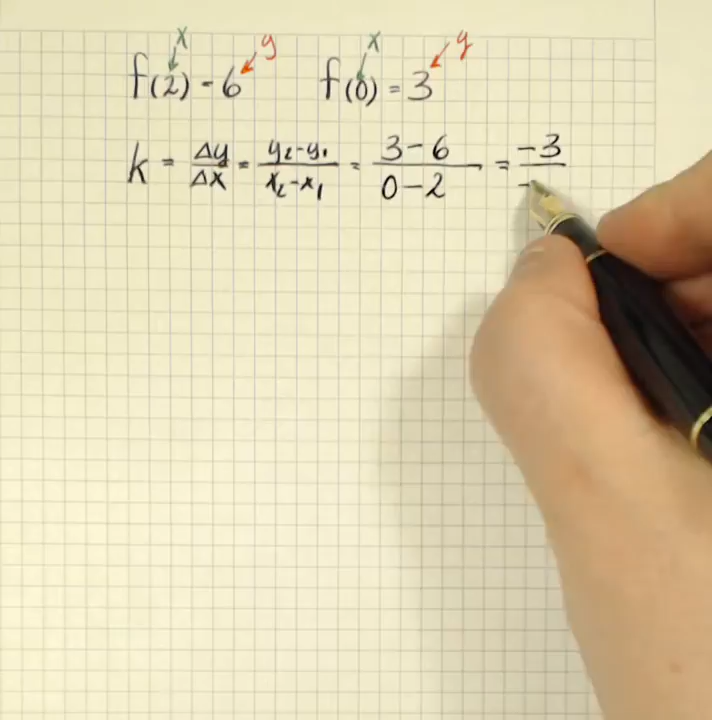 x y x y
f(2) - 6 f(0) = 3
k = Δy/Δx = y₂-y₁/x₂-x₁ = 3-6/0-2 = -3/-